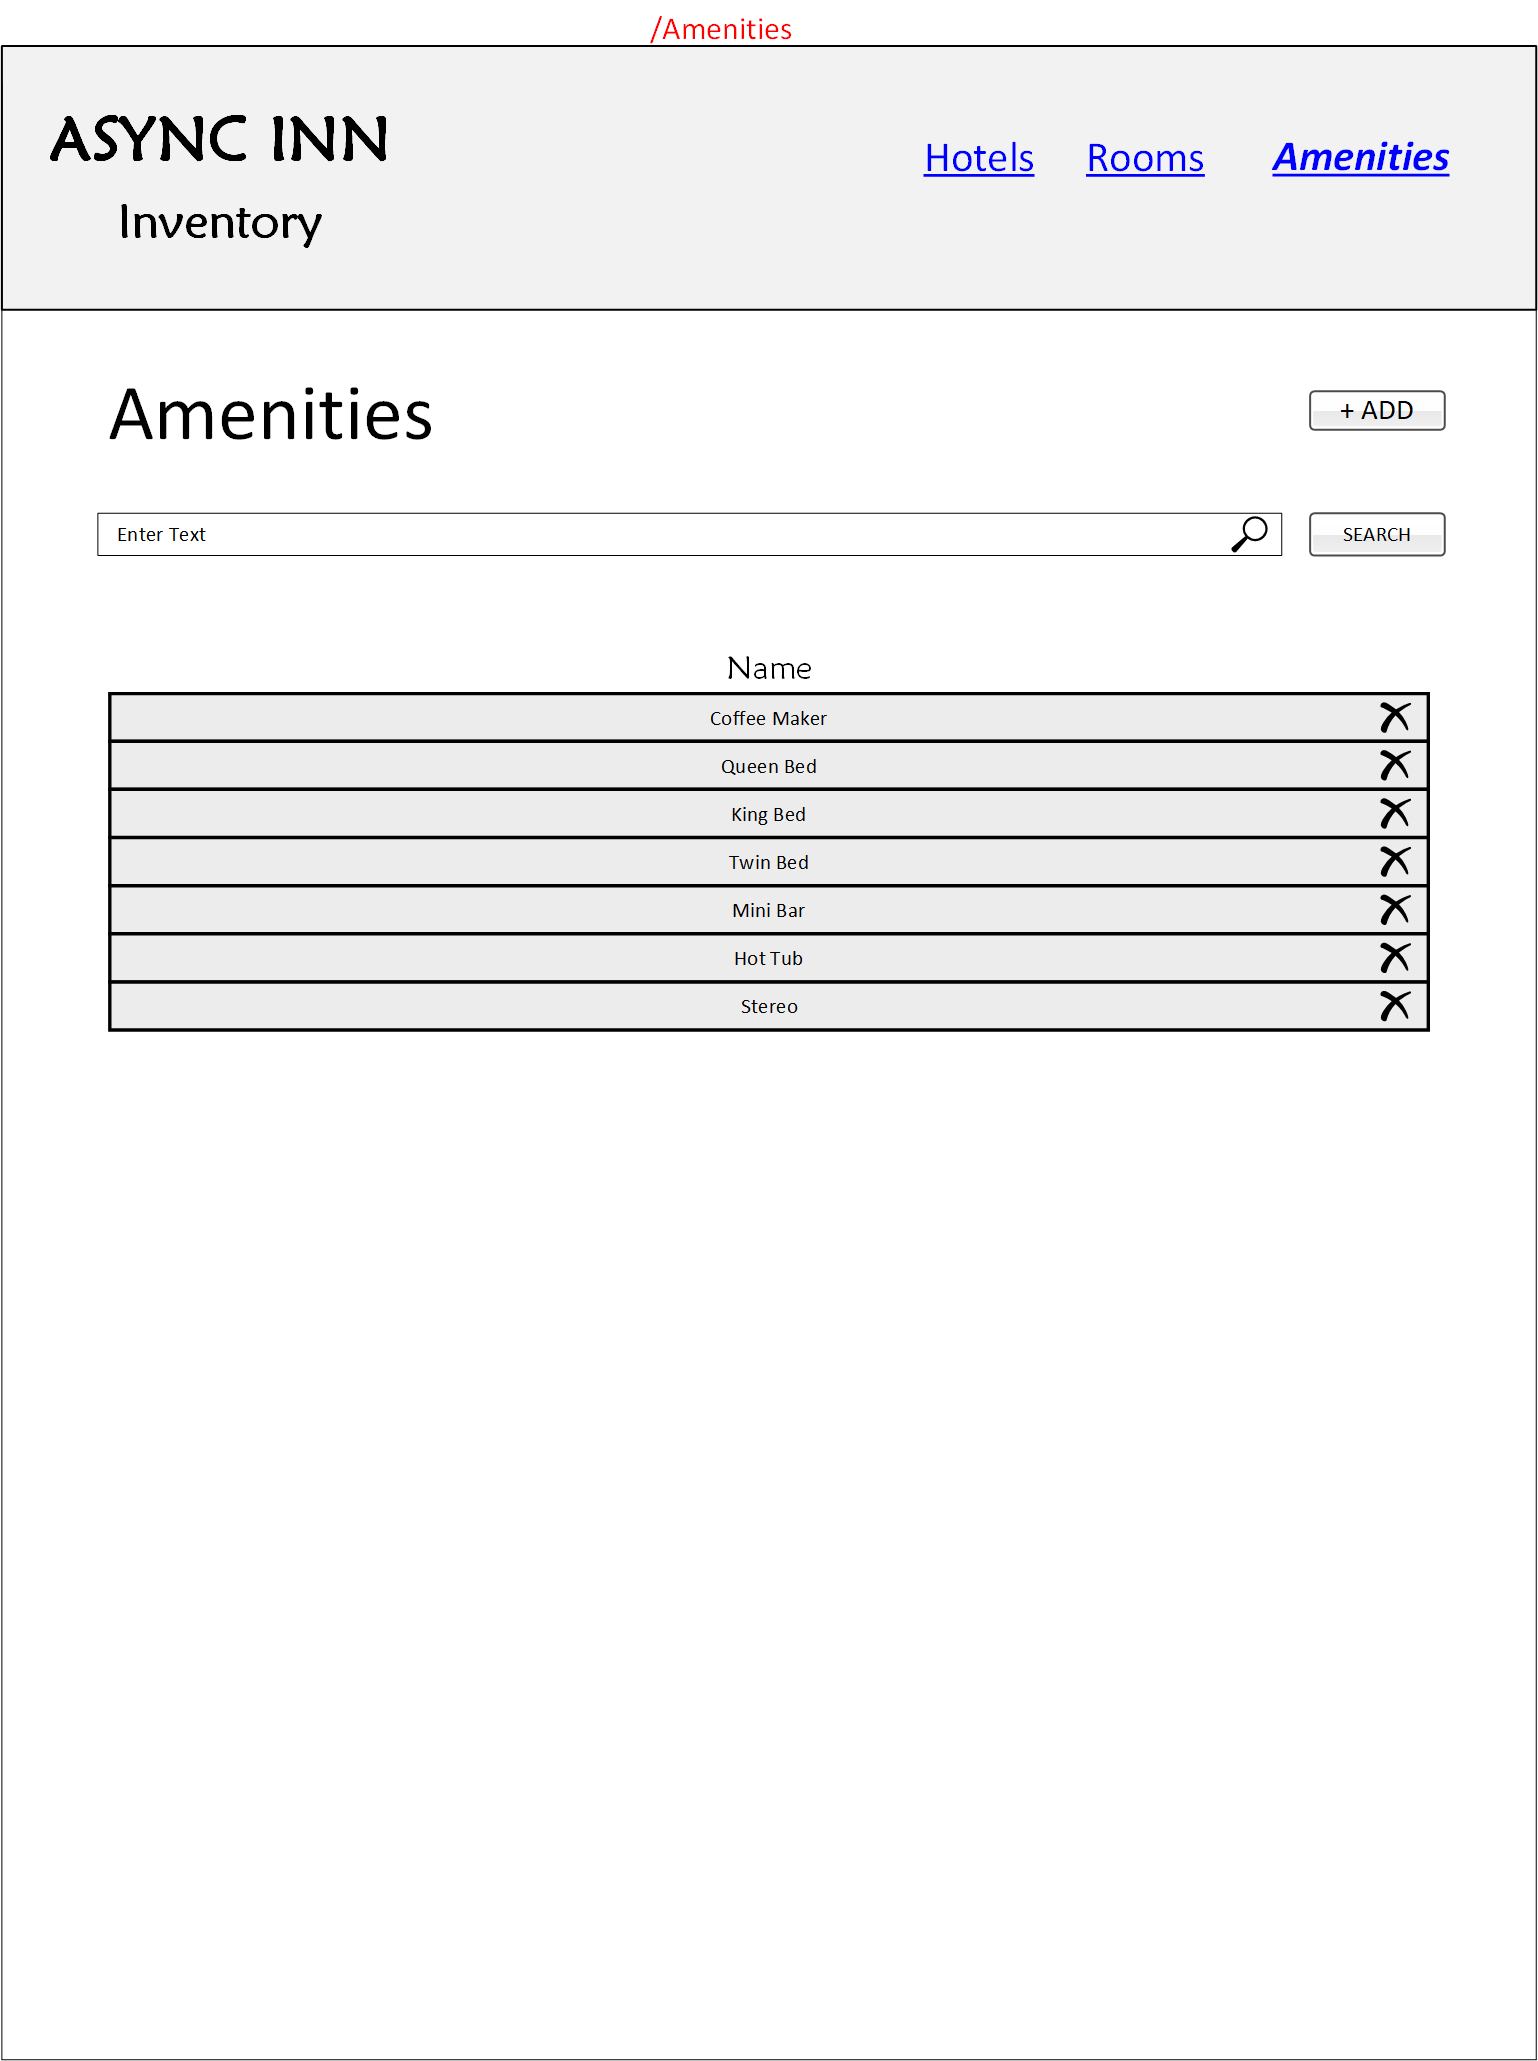 /Amenities
ASYNC INN
Inventory
Hotels Rooms Amenities
Amenities
+ ADD
Enter Text
SEARCH
Name
Coffee Maker
Queen Bed
King Bed
Twin Bed
Mini Bar
Hot Tub
Stereo